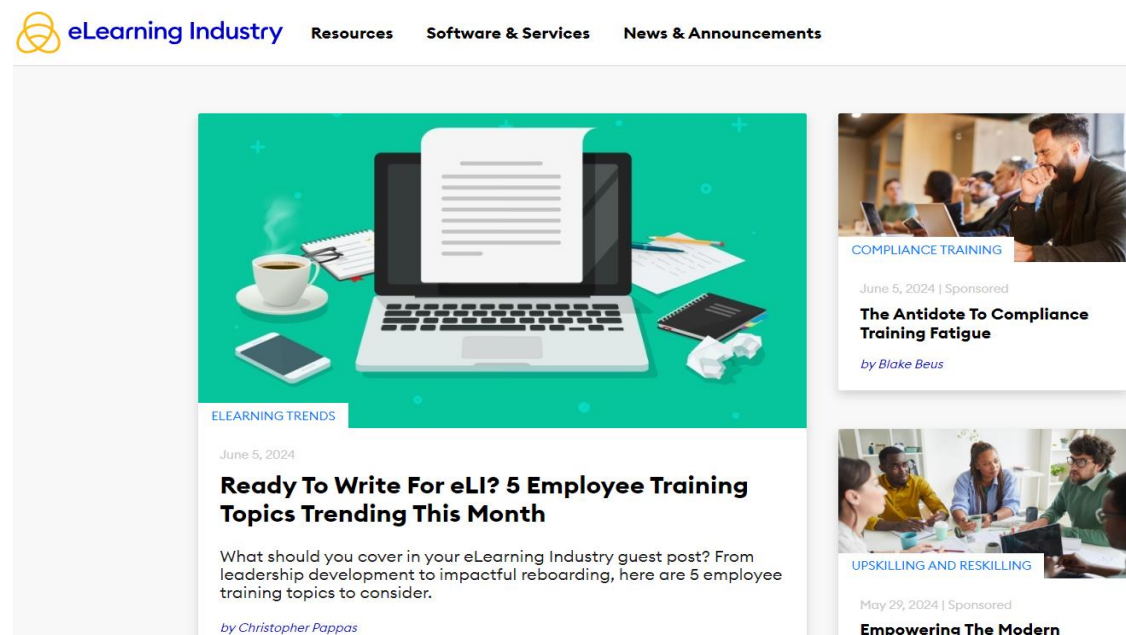 eLearning Industry
Resources
Software & Services
News & Announcements
ELEARNING TRENDS
June 5, 2024
Ready To Write For eLI? 5 Employee Training
Topics Trending This Month
What should you cover in your eLearning Industry guest post? From
leadership development to impactful reboarding, here are 5 employee
training topics to consider.
by Christopher Pappas
COMPLIANCE TRAINING
June 5, 2024 | Sponsored
The Antidote To Compliance
Training Fatigue
by Blake Beus
UPSKILLING AND RESKILLING
May 29, 2024 | Sponsored
Empowering The Modern